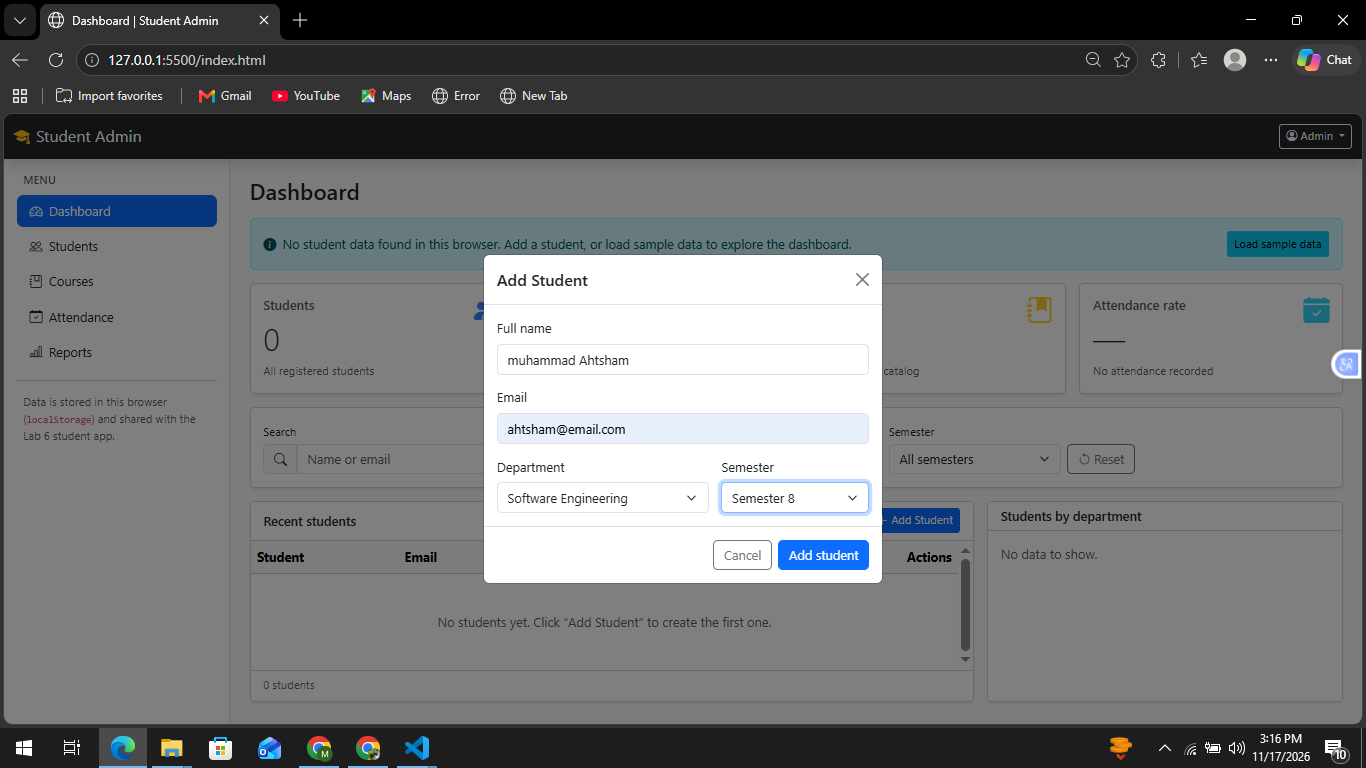 Dashboard | Student Admin
127.0.0.1:5500/index.html
Chat
Import favorites
Gmail
YouTube
Maps
Error
New Tab
Student Admin
Admin
MENU
Dashboard
Students
Courses
Attendance
Reports
Data is stored in this browser
(localStorage) and shared with the
Lab 6 student app.
Dashboard
No student data found in this browser. Add a student, or load sample data to explore the dashboard.
Load sample data
Students
0
All registered students
catalog
Attendance rate
—
No attendance recorded
Search
Name or email
Semester
All semesters
Reset
Recent students
Add Student
Student
Email
Actions
No students yet. Click “Add Student” to create the first one.
0 students
Students by department
No data to show.
Add Student
Full name
muhammad Ahtsham
Email
ahtsham@email.com
Department
Semester
Software Engineering
Semester 8
Cancel
Add student
M
3:16 PM
11/17/2026
10